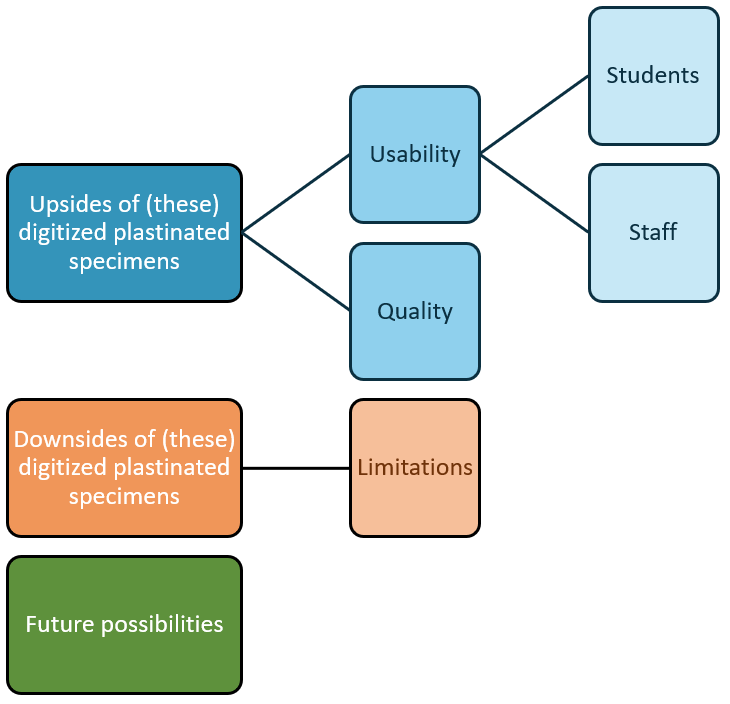 Upsides of (these)
digitized plastinated
specimens
Usability
Students
Staff
Quality
Downsides of (these)
digitized plastinated
specimens
Limitations
Future possibilities